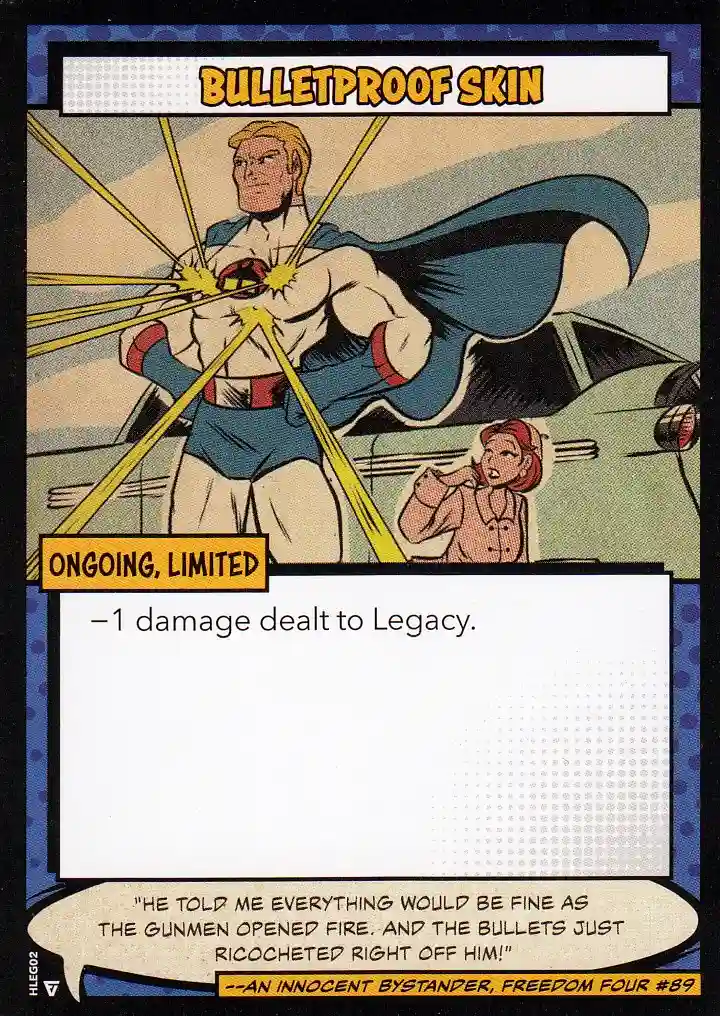 BULLETPROOF SKIN
ONGOING, LIMITED
−1 damage dealt to Legacy.
"HE TOLD ME EVERYTHING WOULD BE FINE AS
THE GUNMEN OPENED FIRE. AND THE BULLETS JUST
RICOCHETED RIGHT OFF HIM!"
--AN INNOCENT BYSTANDER, FREEDOM FOUR #89
HLEG02